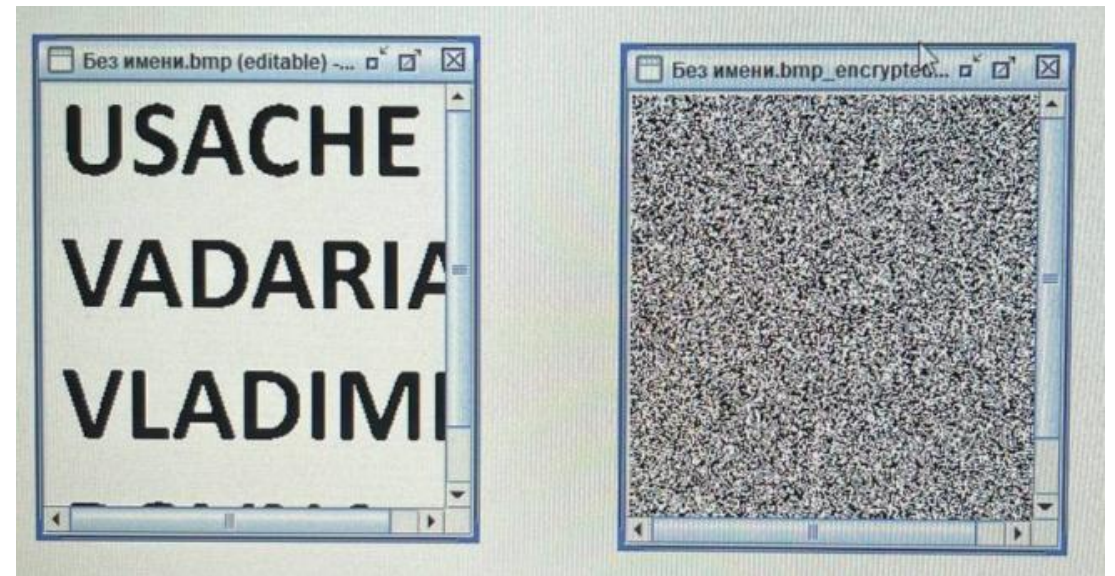 Без имени.bmp (editable) -...
USACHE
VADARIA
VLADIMI
Без имени.bmp_encrypted...